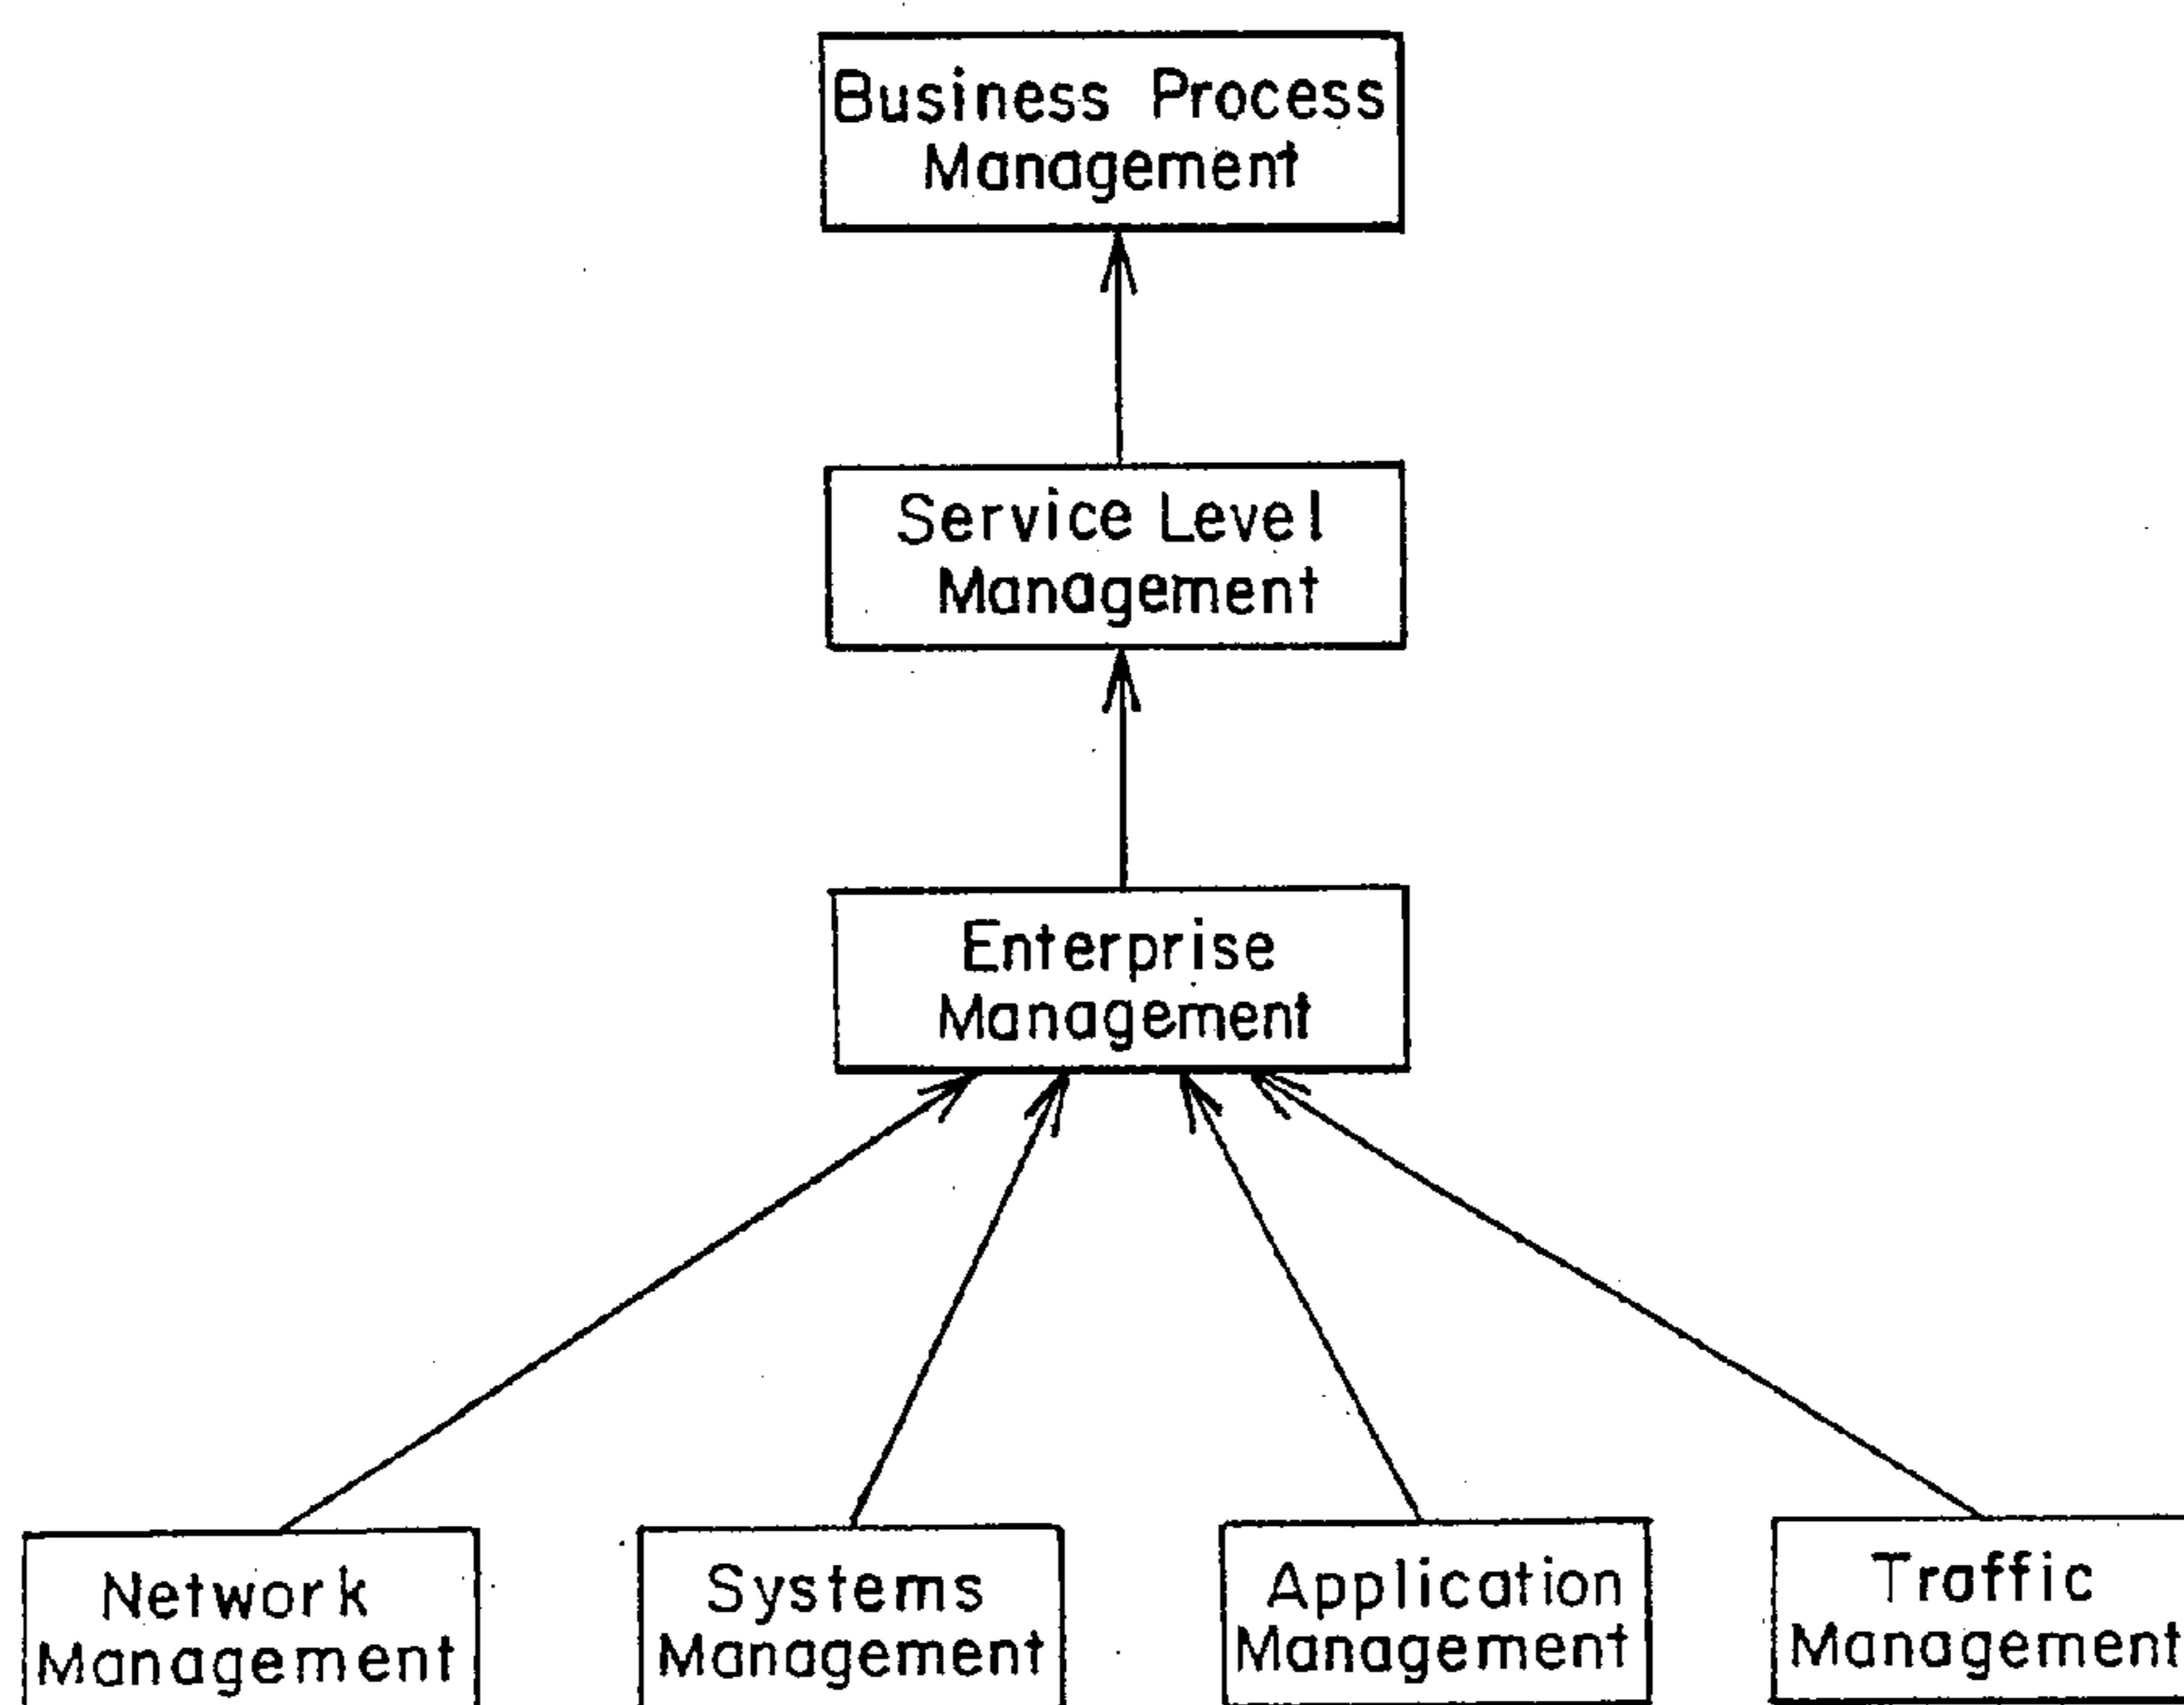 Business Process
Management
Service Level
Management
Enterprise
Management
Network
Management
Systems
Management
Application
Management
Traffic
Management